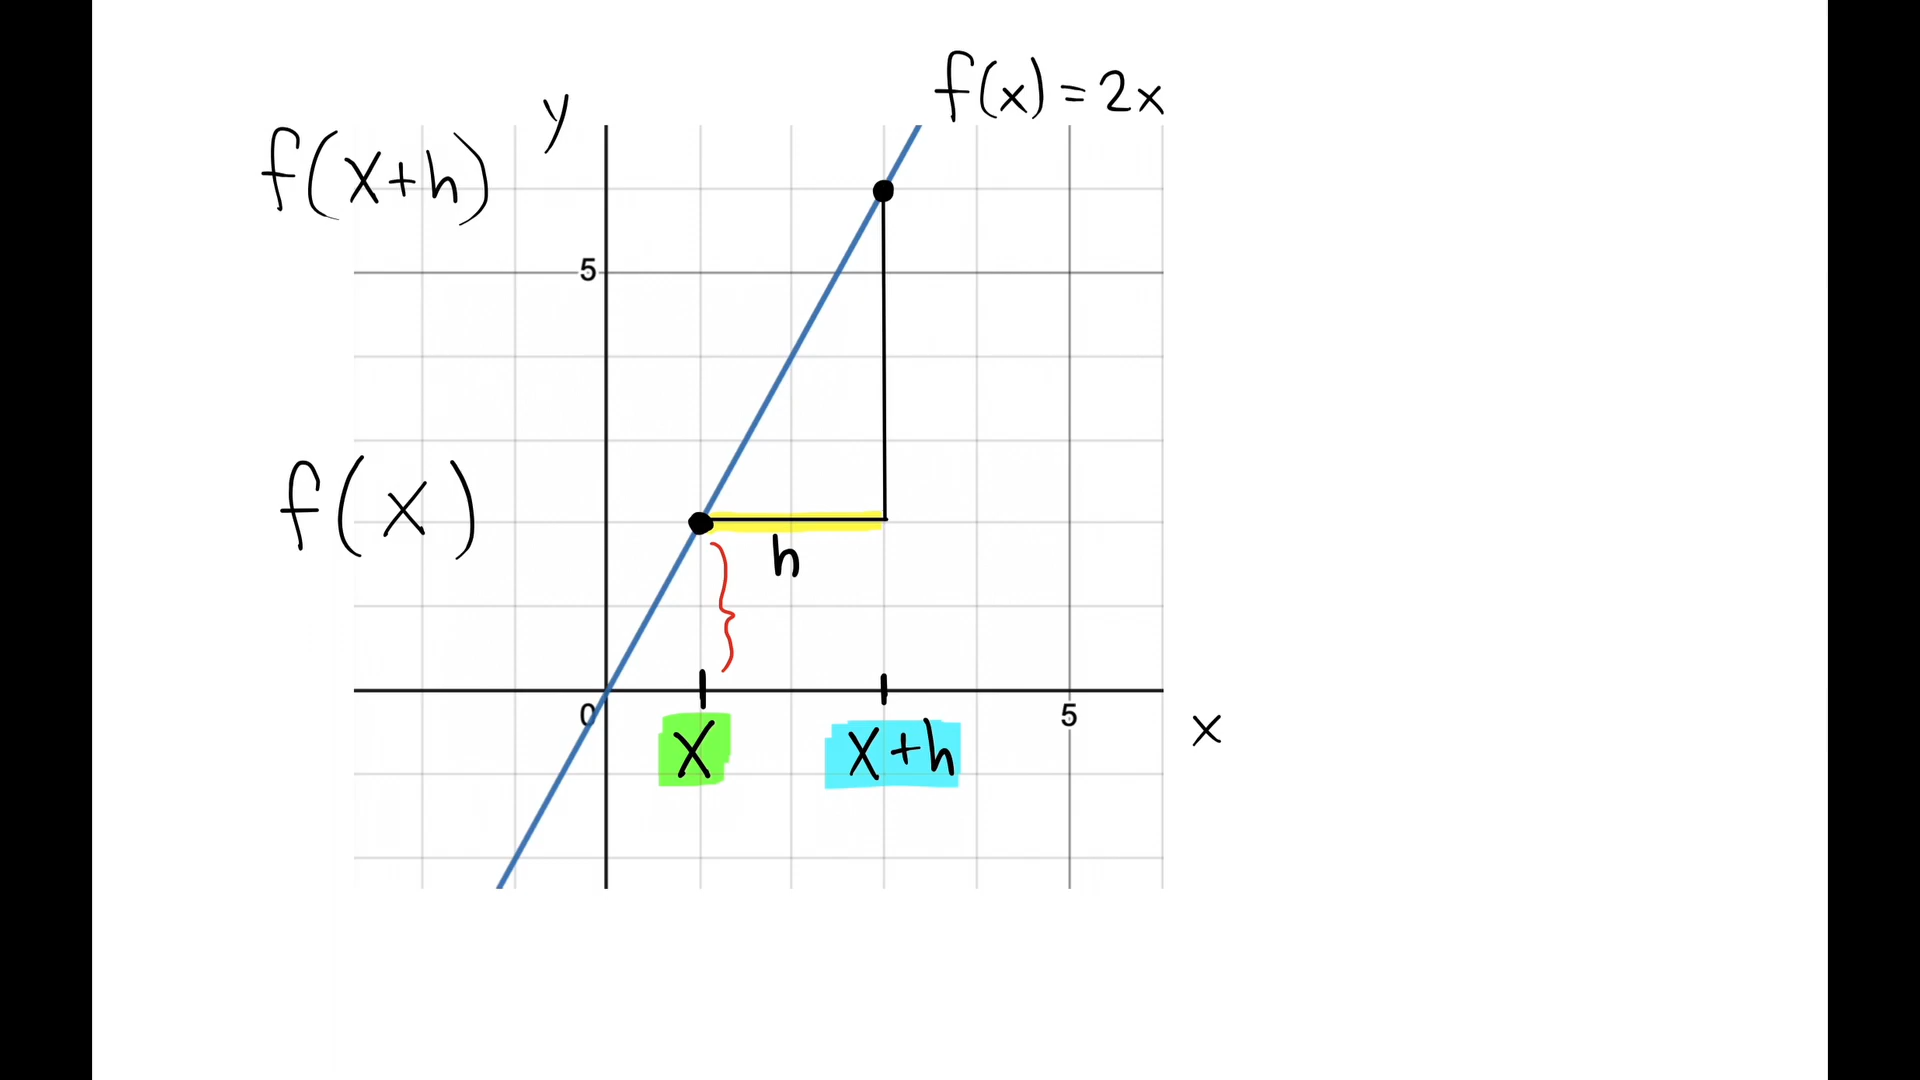 f(x) = 2x
y
f(x+h)
5
f(x)
h
0
5
x
x
x+h